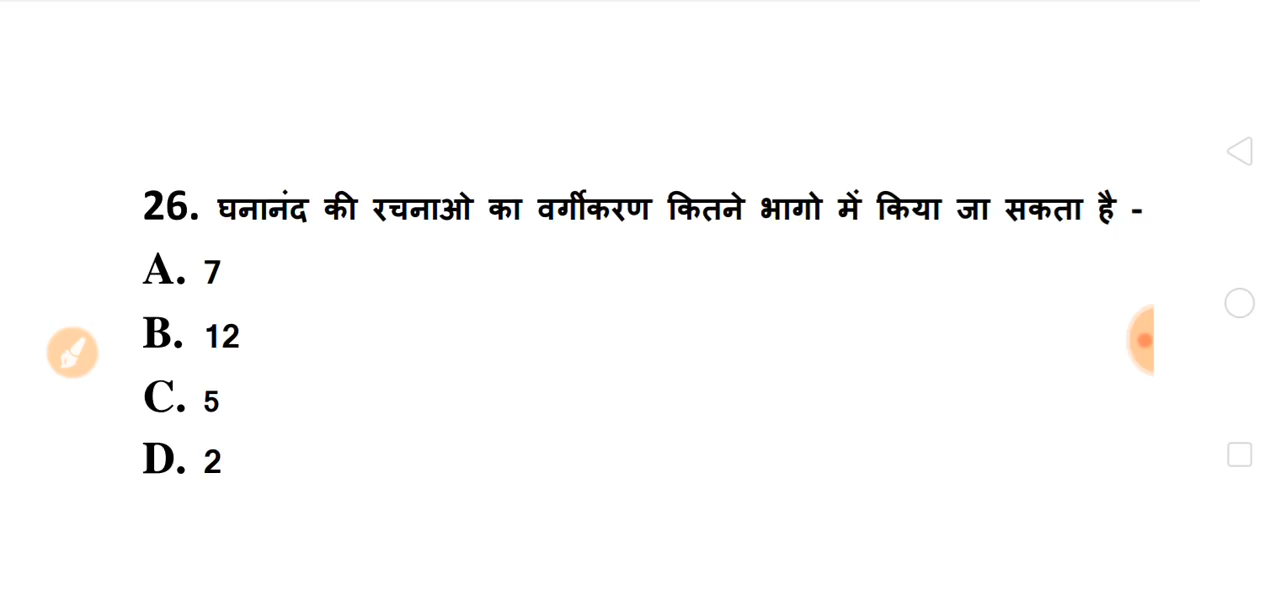 26. घनानंद की रचनाओ का वर्गीकरण कितने भागो में किया जा सकता है -
A. 7
B. 12
C. 5
D. 2